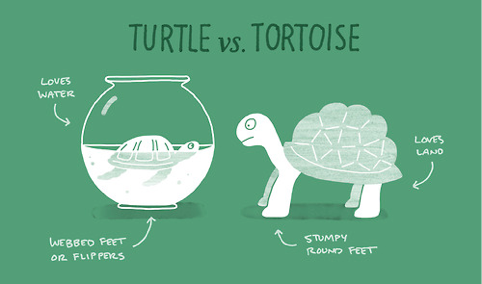 TURTLE vs. TORTOISE
LOVES
WATER
LOVES
LAND
WEBBED FEET
OR FLIPPERS
STUMPY
ROUND FEET